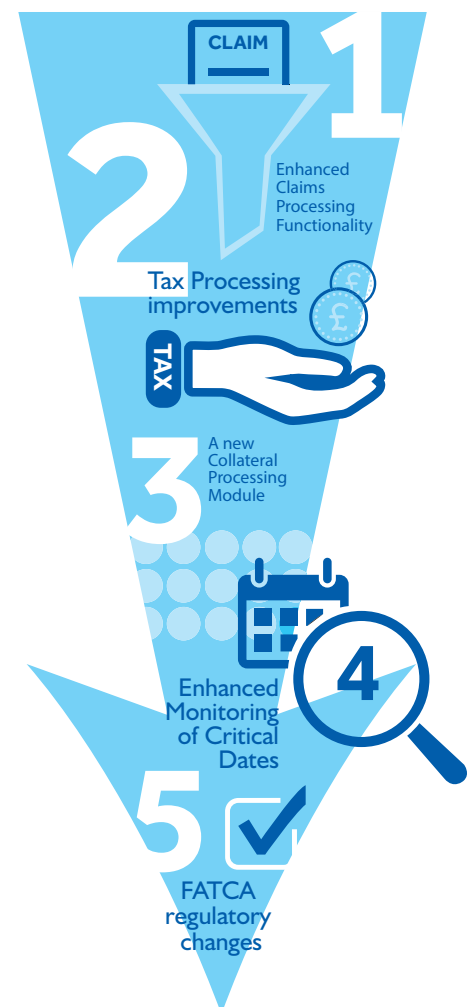 CLAIM
1
Enhanced
Claims
Processing
Functionality
2
Tax Processing
improvements
£
£
TAX
3
A new
Collateral
Processing
Module
4
Enhanced
Monitoring
of Critical
Dates
5
FATCA
regulatory
changes